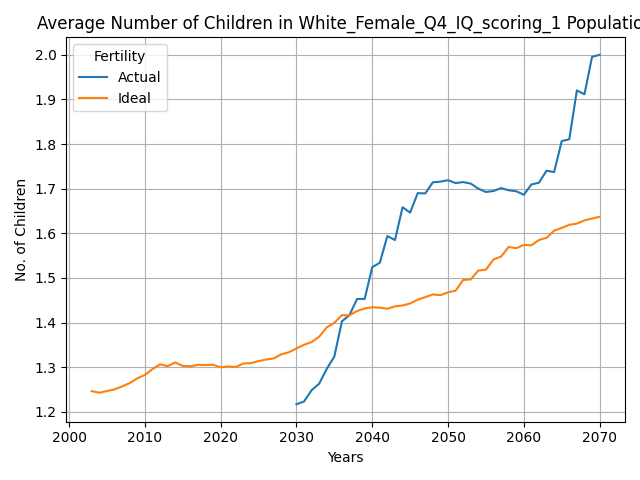 Average Number of Children in White_Female_Q4_IQ_scoring_1 Populatio
Fertility
Actual
Ideal
No. of Children
2.0
1.9
1.8
1.7
1.6
1.5
1.4
1.3
1.2
2000 2010 2020 2030 2040 2050 2060 2070
Years